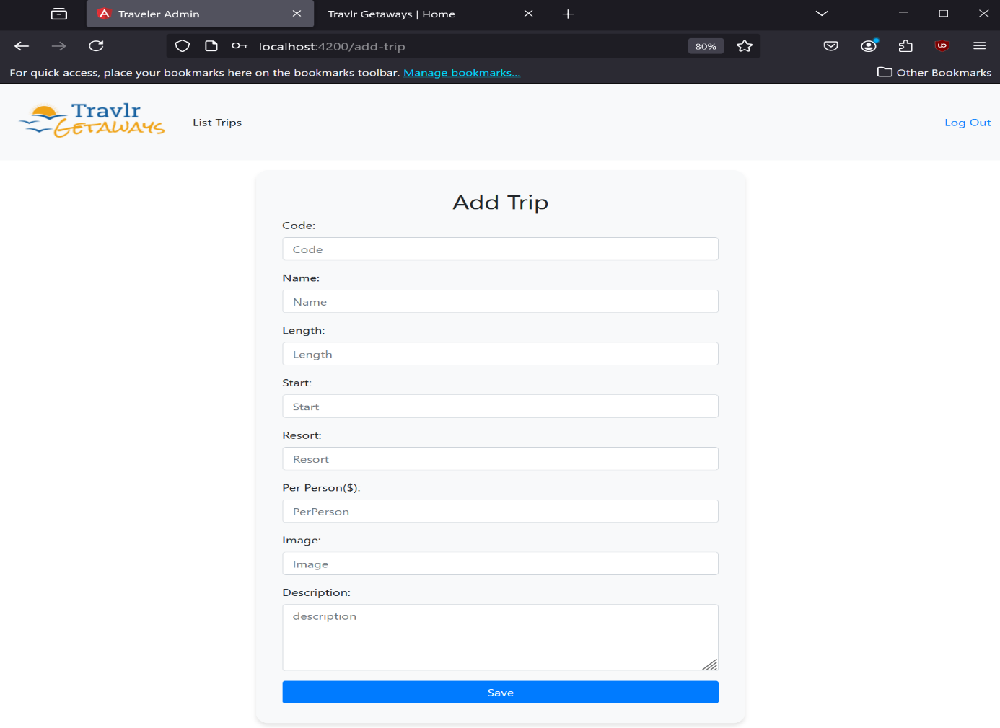 Traveler Admin
Travlr Getaways | Home
localhost:4200/add-trip
80%
For quick access, place your bookmarks here on the bookmarks toolbar. Manage bookmarks...
Other Bookmarks
Travlr
GETAWAYS
List Trips
Log Out
Add Trip
Code:
Code
Name:
Name
Length:
Length
Start:
Start
Resort:
Resort
Per Person($):
PerPerson
Image:
Image
Description:
description
Save